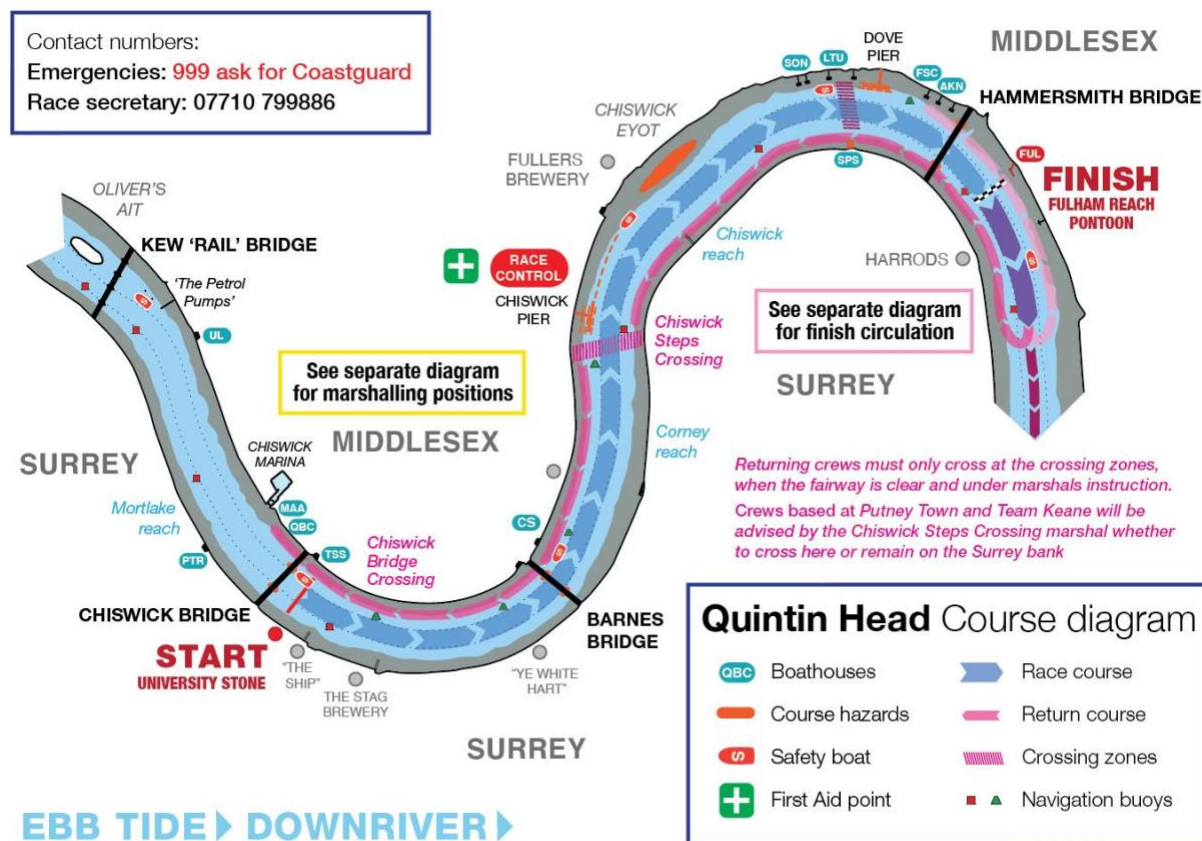 Contact numbers:
Emergencies: 999 ask for Coastguard
Race secretary: 07710 799886
OLIVER'S
AIT
KEW ‘RAIL’ BRIDGE
'The Petrol
Pumps'
UL
SURREY
Mortlake
reach
PTR
CHISWICK
MARINA
MAA
QBC
TSS
CHISWICK BRIDGE
START
UNIVERSITY STONE
"THE
SHIP"
THE STAG
BREWERY
"YE WHITE
HART"
SURREY
Chiswick
Bridge
Crossing
CS
BARNES
BRIDGE
See separate diagram
for marshalling positions
MIDDLESEX
RACE
CONTROL
CHISWICK
PIER
FULLERS
BREWERY
CHISWICK
EYOT
Chiswick
Steps
Crossing
Corney
reach
Chiswick
reach
SON
LTU
DOVE
PIER
FSC
AKN
SPS
MIDDLESEX
HAMMERSMITH BRIDGE
FUL
FINISH
FULHAM REACH
PONTOON
HARRODS
See separate diagram
for finish circulation
SURREY
S
S
S
S
S
S
Returning crews must only cross at the crossing zones,
when the fairway is clear and under marshals instruction.
Crews based at Putney Town and Team Keane will be
advised by the Chiswick Steps Crossing marshal whether
to cross here or remain on the Surrey bank
Quintin Head Course diagram
QBC Boathouses
Race course
Course hazards
Return course
S Safety boat
Crossing zones
First Aid point
Navigation buoys
EBB TIDE DOWNRIVER